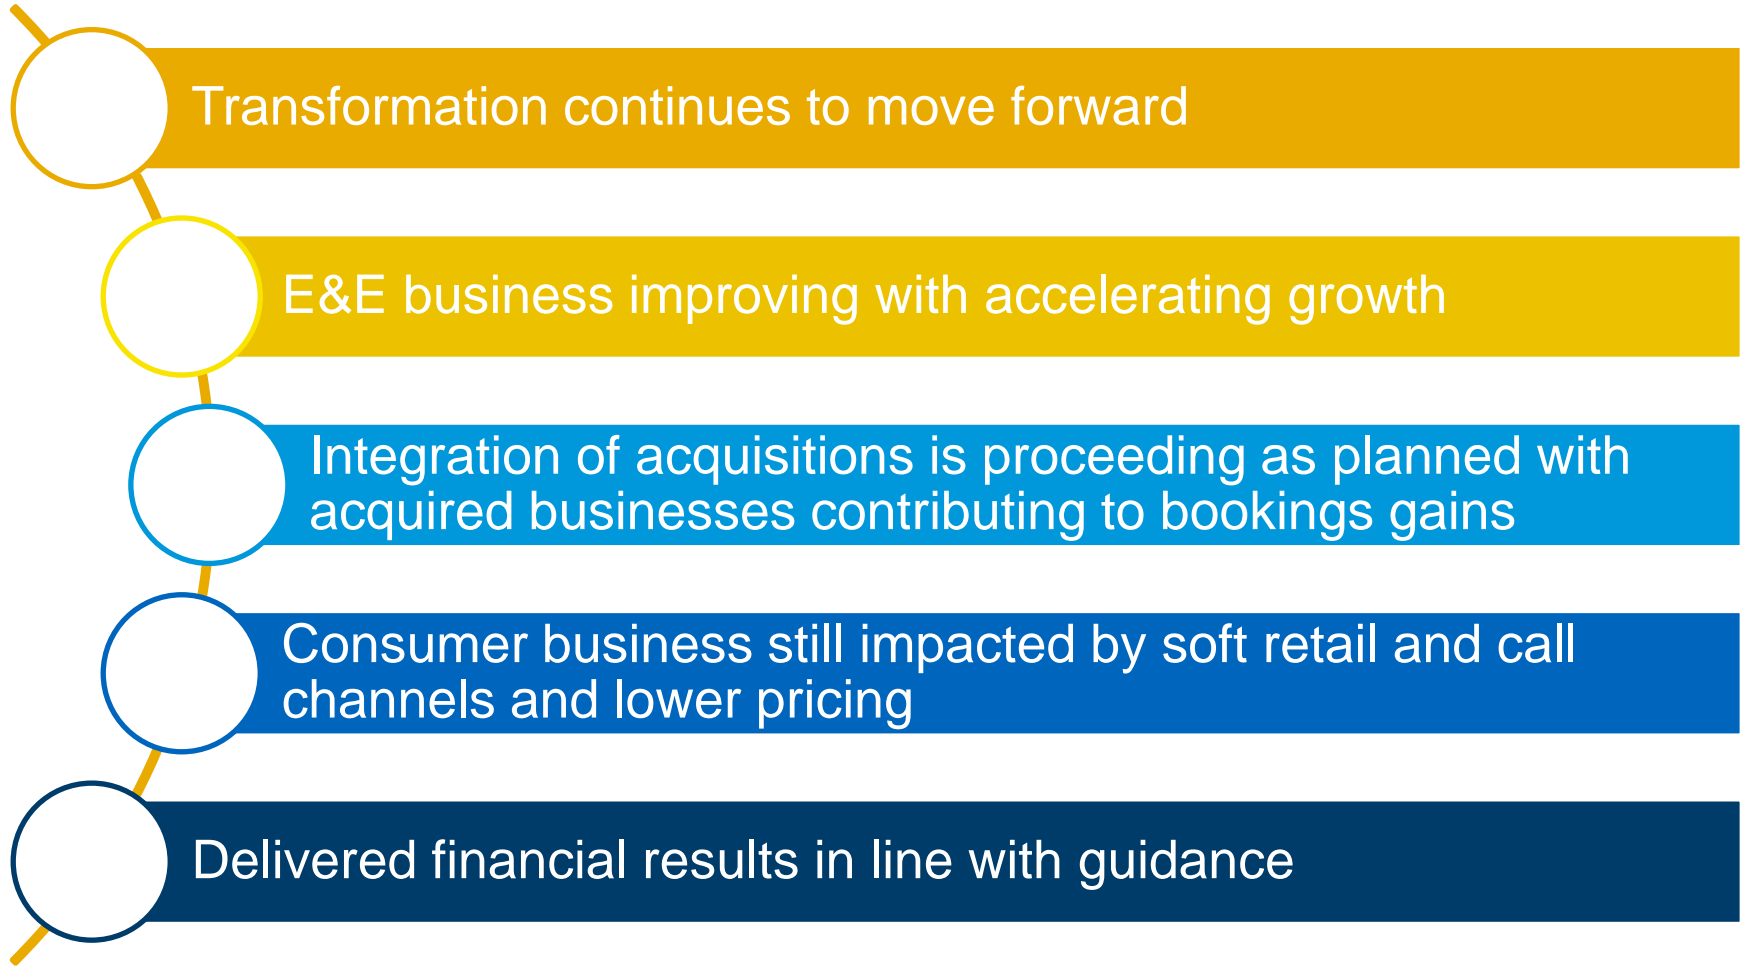 Transformation continues to move forward
E&E business improving with accelerating growth
Integration of acquisitions is proceeding as planned with
acquired businesses contributing to bookings gains
Consumer business still impacted by soft retail and call
channels and lower pricing
Delivered financial results in line with guidance